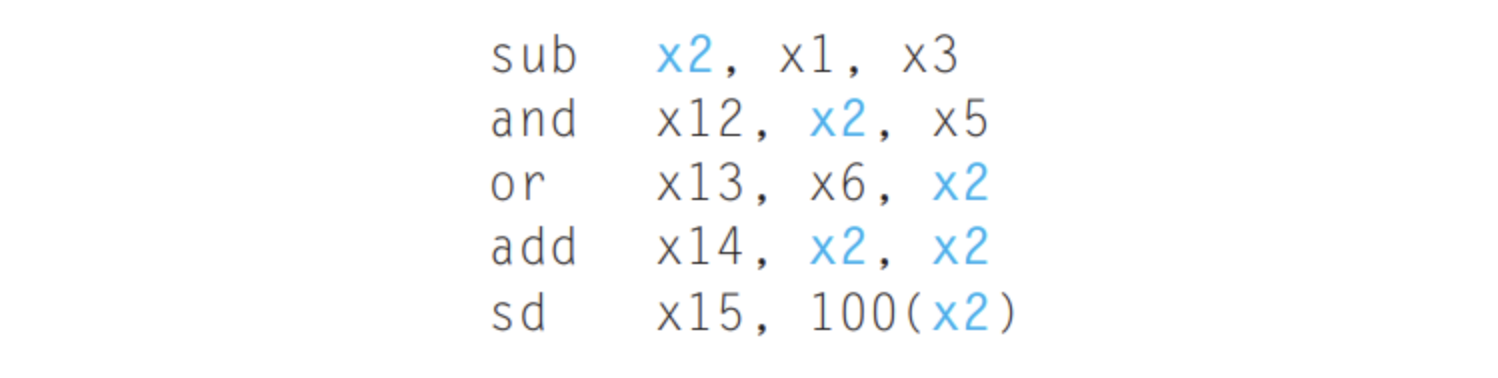 sub x2, x1, x3
and x12, x2, x5
or x13, x6, x2
add x14, x2, x2
sd x15, 100(x2)